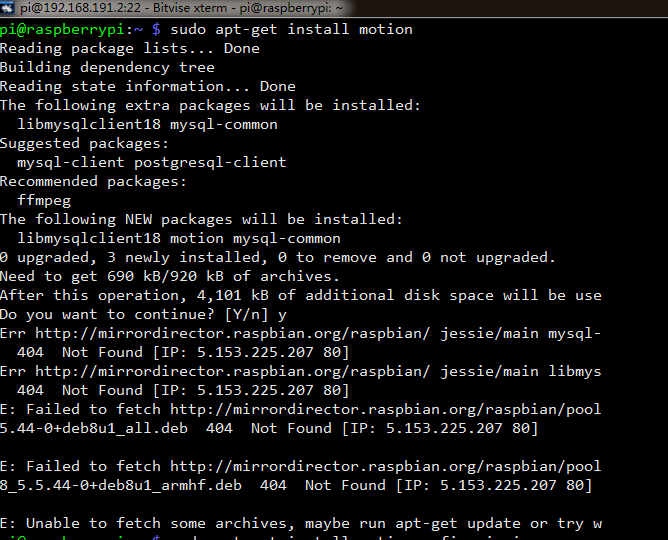 pi@192.168.191.2:22 - Bitvise xterm - pi@raspberrypi: ~
pi@raspberrypi:~ $ sudo apt-get install motion
Reading package lists... Done
Building dependency tree
Reading state information... Done
The following extra packages will be installed:
  libmysqlclient18 mysql-common
Suggested packages:
  mysql-client postgresql-client
Recommended packages:
  ffmpeg
The following NEW packages will be installed:
  libmysqlclient18 motion mysql-common
0 upgraded, 3 newly installed, 0 to remove and 0 not upgraded.
Need to get 690 kB/920 kB of archives.
After this operation, 4,101 kB of additional disk space will be use
Do you want to continue? [Y/n] y
Err http://mirrordirector.raspbian.org/raspbian/ jessie/main mysql-
  404  Not Found [IP: 5.153.225.207 80]
Err http://mirrordirector.raspbian.org/raspbian/ jessie/main libmys
  404  Not Found [IP: 5.153.225.207 80]
E: Failed to fetch http://mirrordirector.raspbian.org/raspbian/pool
5.44-0+deb8u1_all.deb  404  Not Found [IP: 5.153.225.207 80]
E: Failed to fetch http://mirrordirector.raspbian.org/raspbian/pool
8_5.5.44-0+deb8u1_armhf.deb  404  Not Found [IP: 5.153.225.207 80]
E: Unable to fetch some archives, maybe run apt-get update or try w